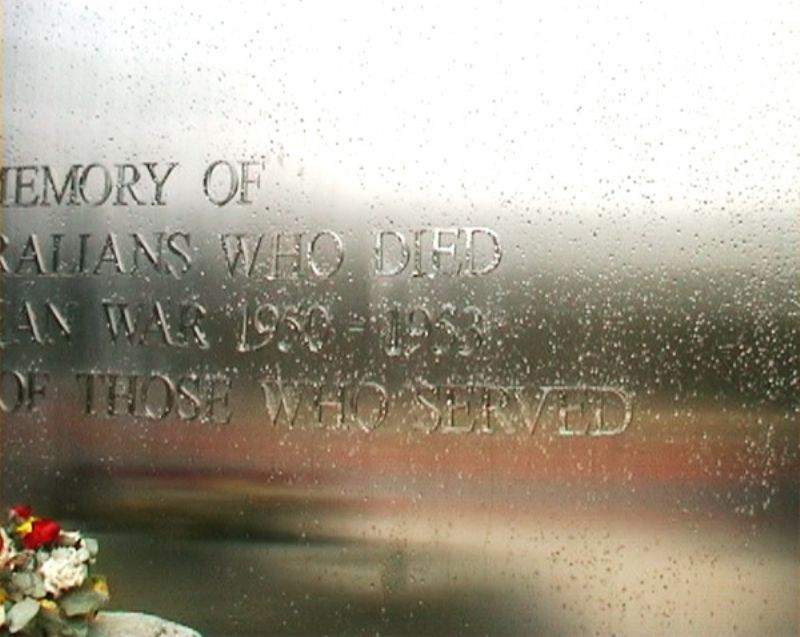 MEMORY OF
RALIANS WHO DIED
AN WAR 1950 - 1953
OF THOSE WHO SERVED